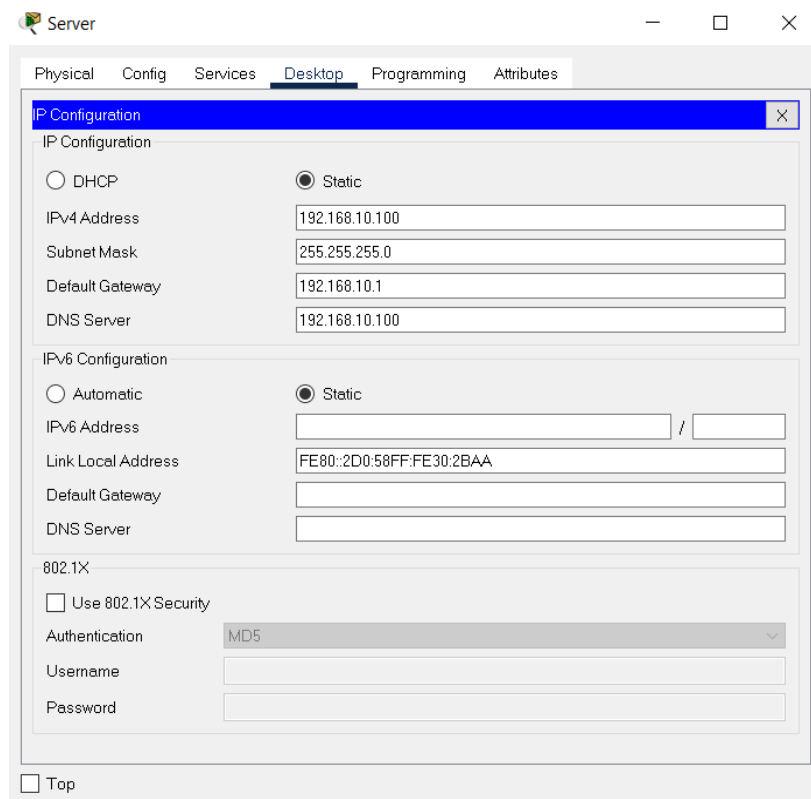 Server
Physical Config Services Desktop Programming Attributes
IP Configuration X
IP Configuration
DHCP Static
IPv4 Address 192.168.10.100
Subnet Mask 255.255.255.0
Default Gateway 192.168.10.1
DNS Server 192.168.10.100
IPv6 Configuration
Automatic Static
IPv6 Address /
Link Local Address FE80::2D0:58FF:FE30:2BAA
Default Gateway
DNS Server
802.1X
Use 802.1X Security
Authentication MD5
Username
Password
Top